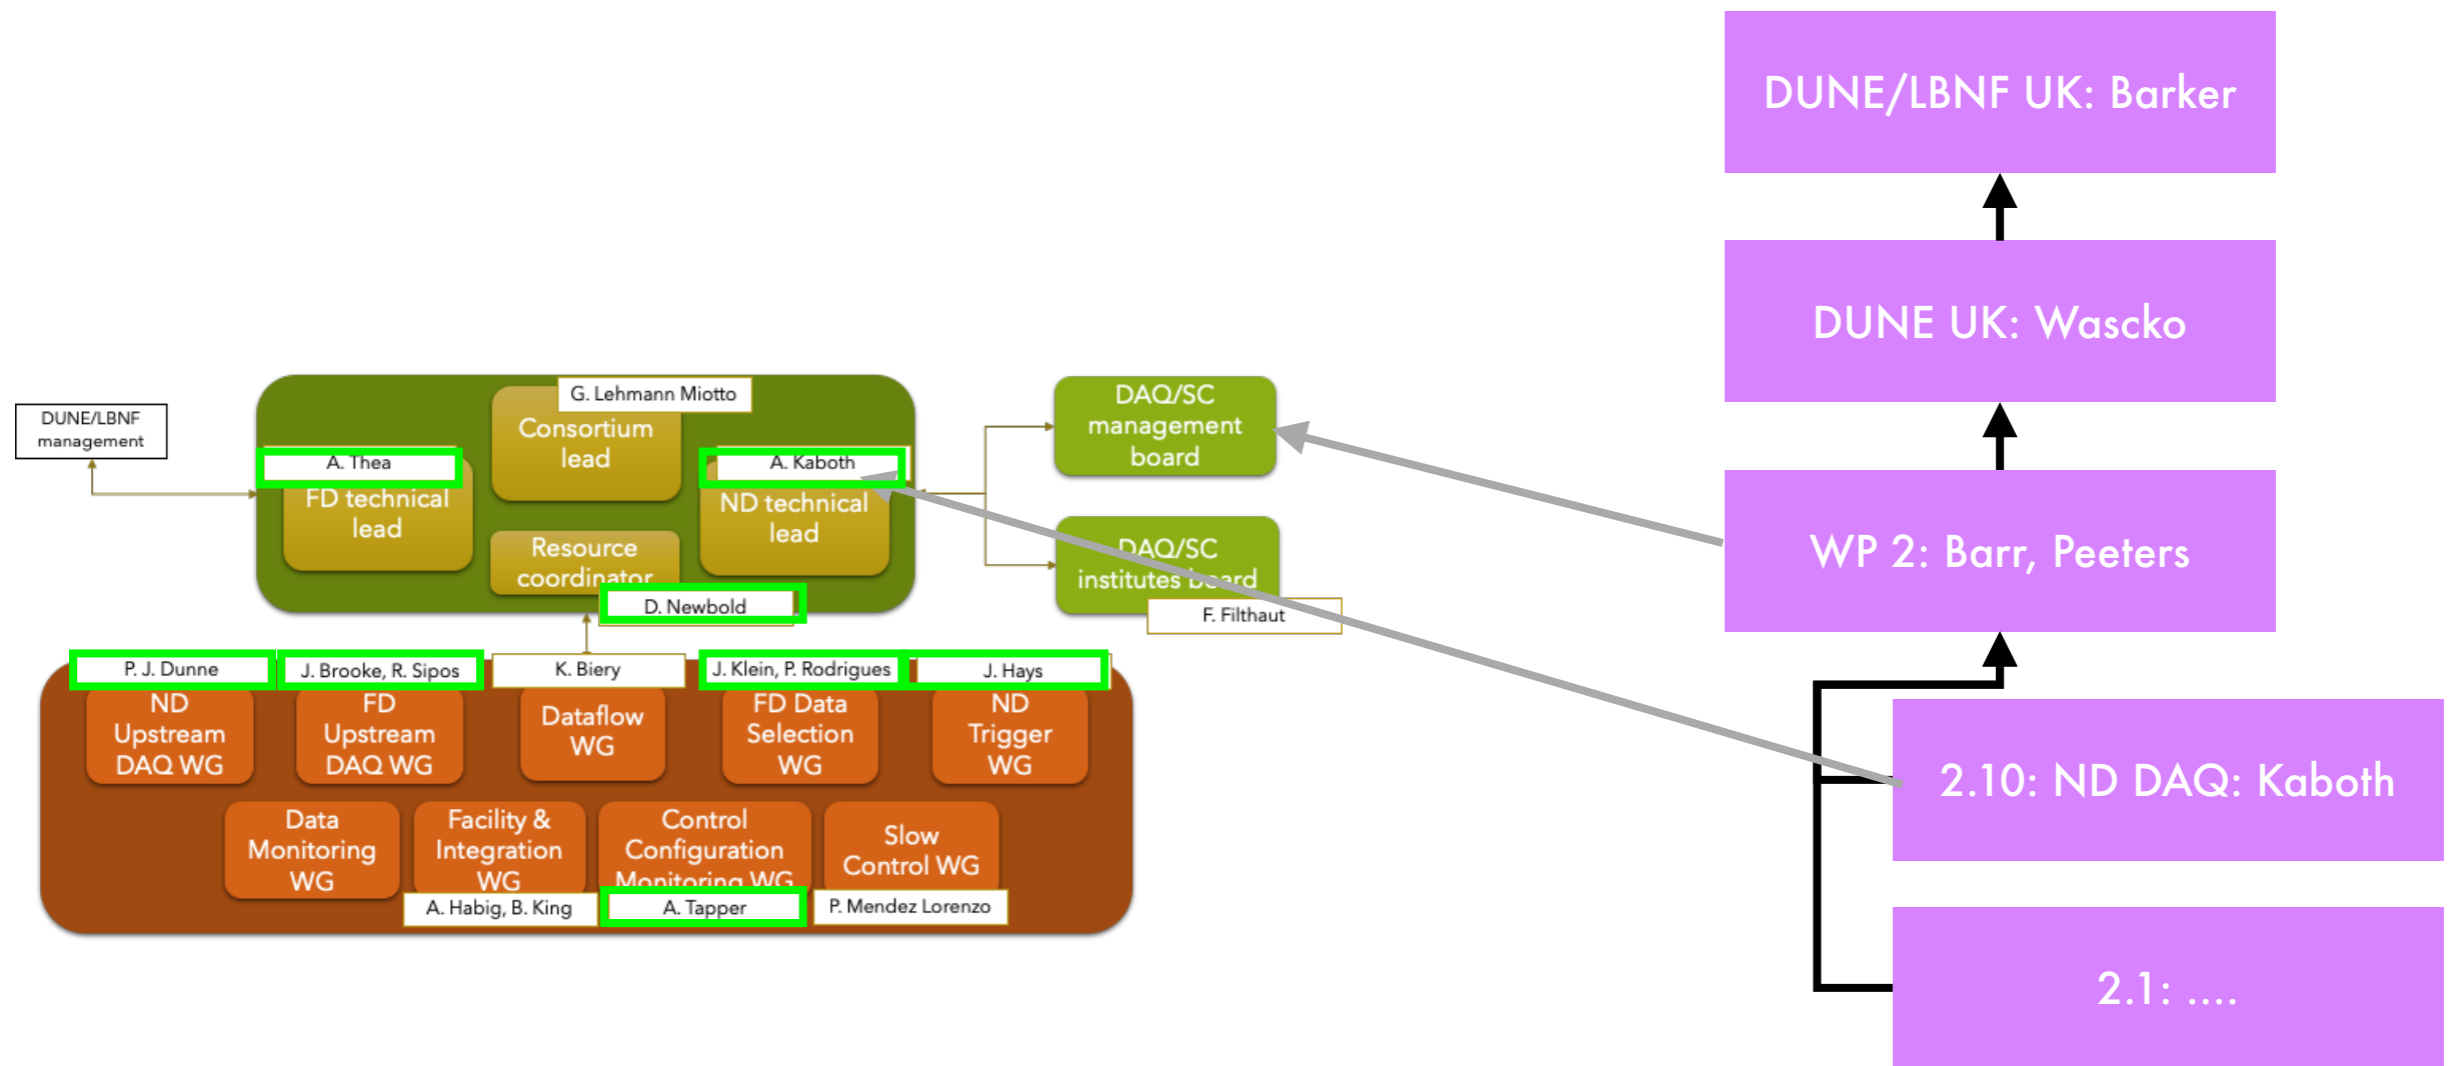 DUNE/LBNF UK: Barker
DUNE UK: Wascko
WP 2: Barr, Peeters
2.10: ND DAQ: Kaboth
2.1: ....
DUNE/LBNF
management
G. Lehmann Miotto
Consortium
lead
A. Thea
FD technical
lead
A. Kaboth
ND technical
lead
Resource
coordinator
D. Newbold
DAQ/SC
management
board
DAQ/SC
institutes board
F. Filthaut
P. J. Dunne
ND
Upstream
DAQ WG
J. Brooke, R. Sipos
FD
Upstream
DAQ WG
K. Biery
Dataflow
WG
J. Klein, P. Rodrigues
FD Data
Selection
WG
J. Hays
ND
Trigger
WG
Data
Monitoring
WG
Facility &
Integration
WG
A. Habig, B. King
Control
Configuration
Monitoring WG
A. Tapper
Slow
Control WG
P. Mendez Lorenzo